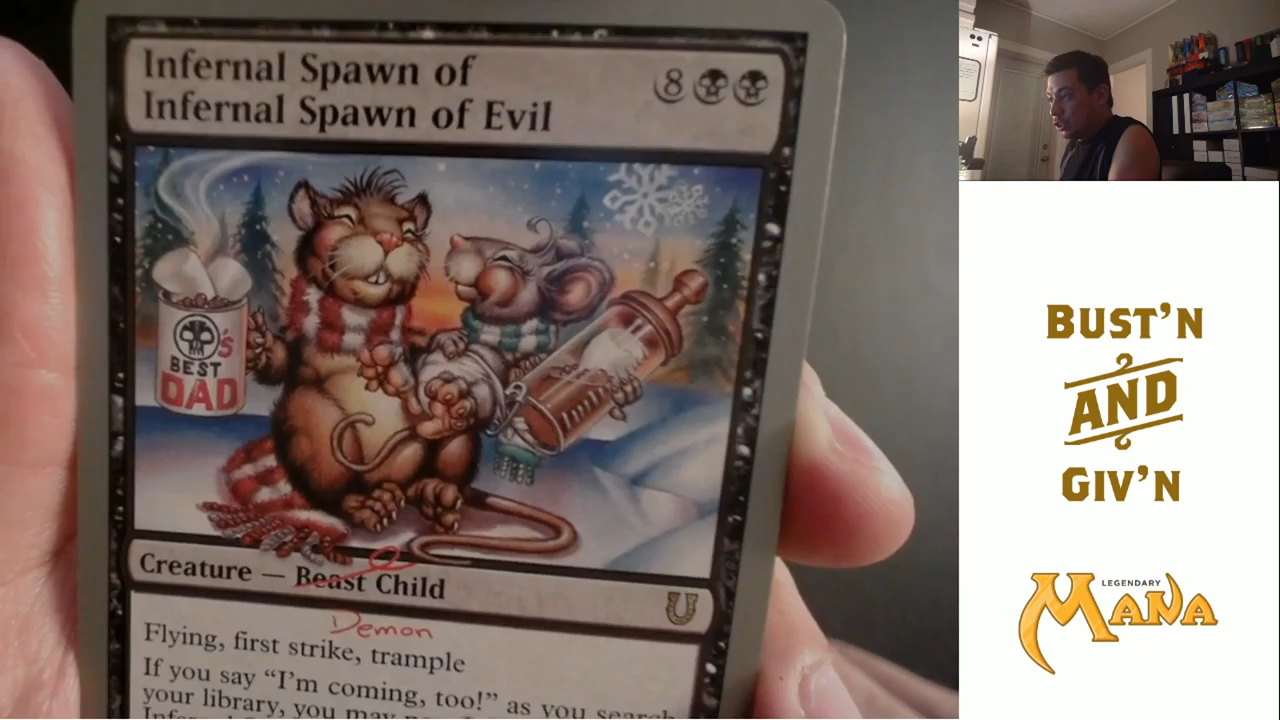 Infernal Spawn of
Infernal Spawn of Evil
8
'S
BEST
DAD
Creature — Beast Child
Demon
Flying, first strike, trample
If you say “I'm coming, too!” as you search
your library, you may
BUST'N
AND
GIV'N
LEGENDARY
MANA